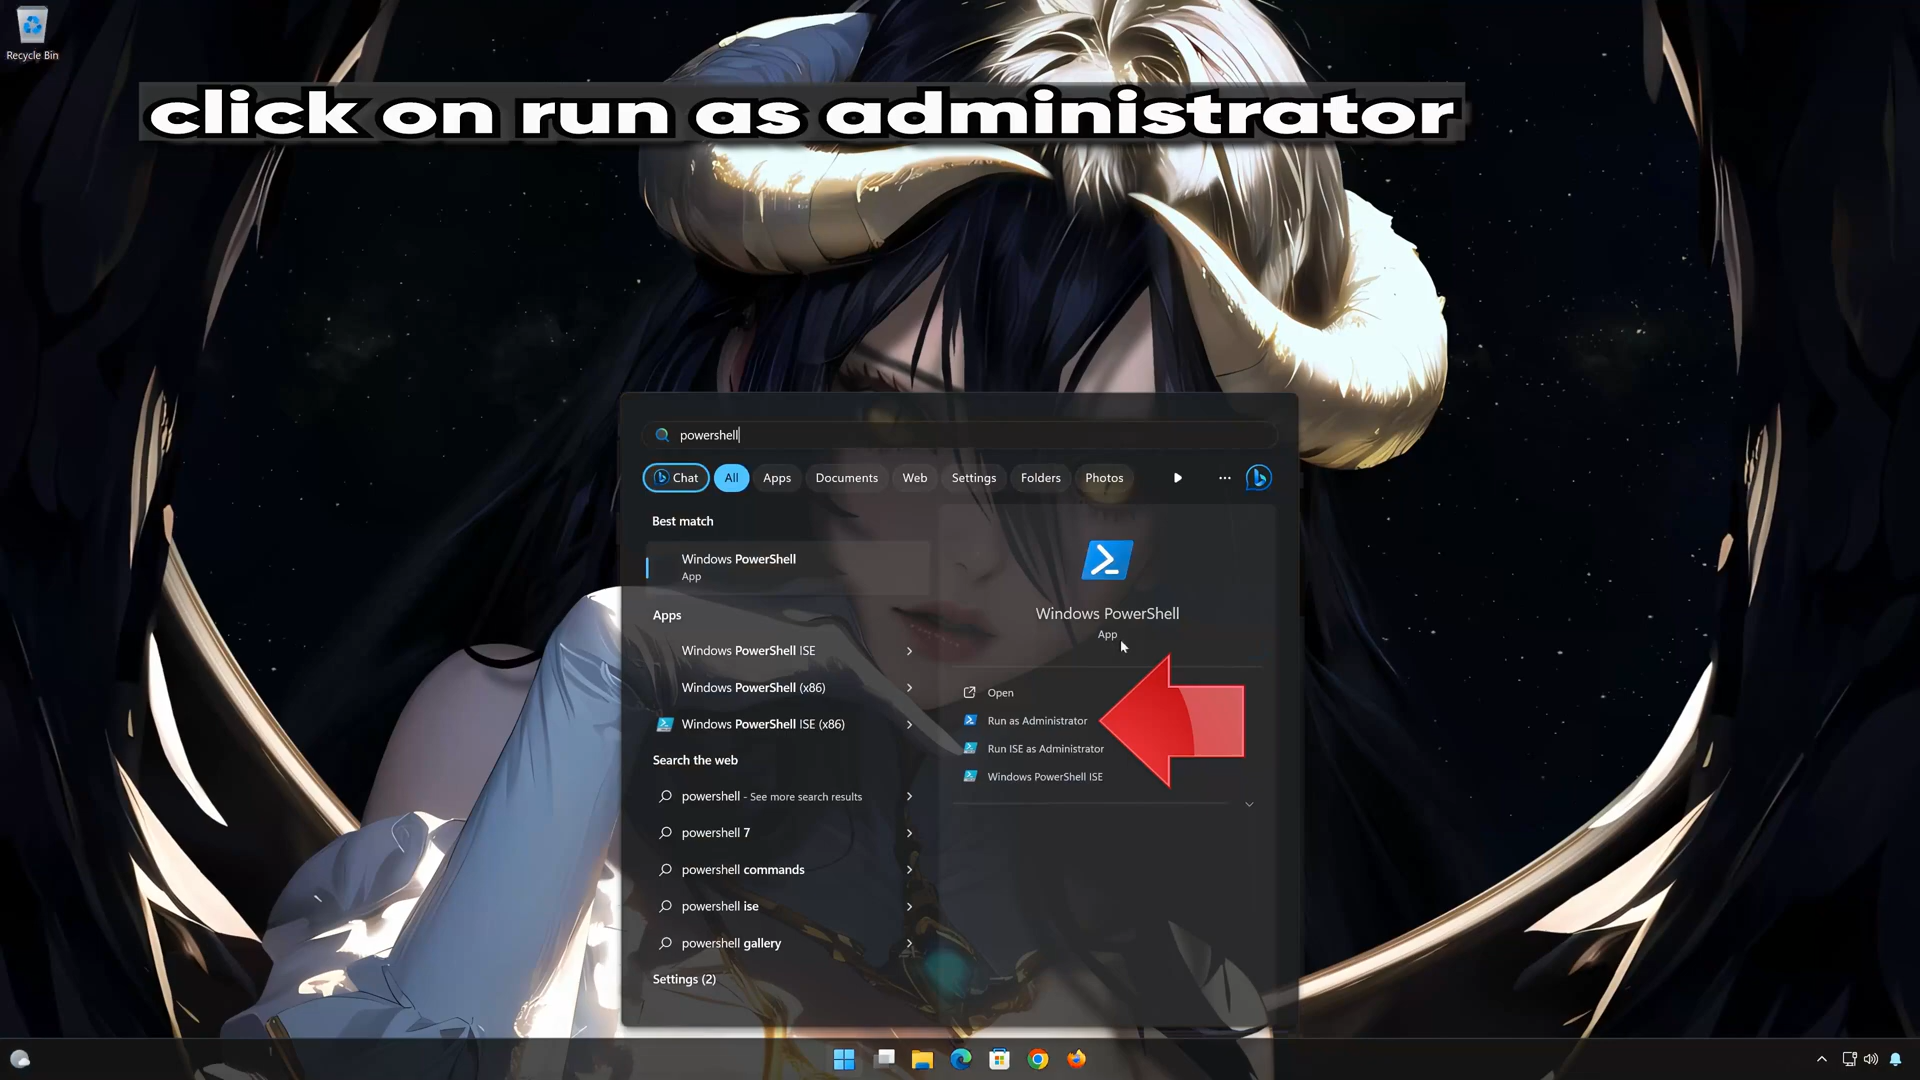 Recycle Bin
click on run as administrator
powershell
Chat
All
Apps
Documents
Web
Settings
Folders
Photos
Best match
Windows PowerShell
App
Apps
Windows PowerShell ISE
Windows PowerShell (x86)
Windows PowerShell ISE (x86)
Search the web
powershell - See more search results
powershell 7
powershell commands
powershell ise
powershell gallery
Settings (2)
Windows PowerShell
App
Open
Run as Administrator
Run ISE as Administrator
Windows PowerShell ISE